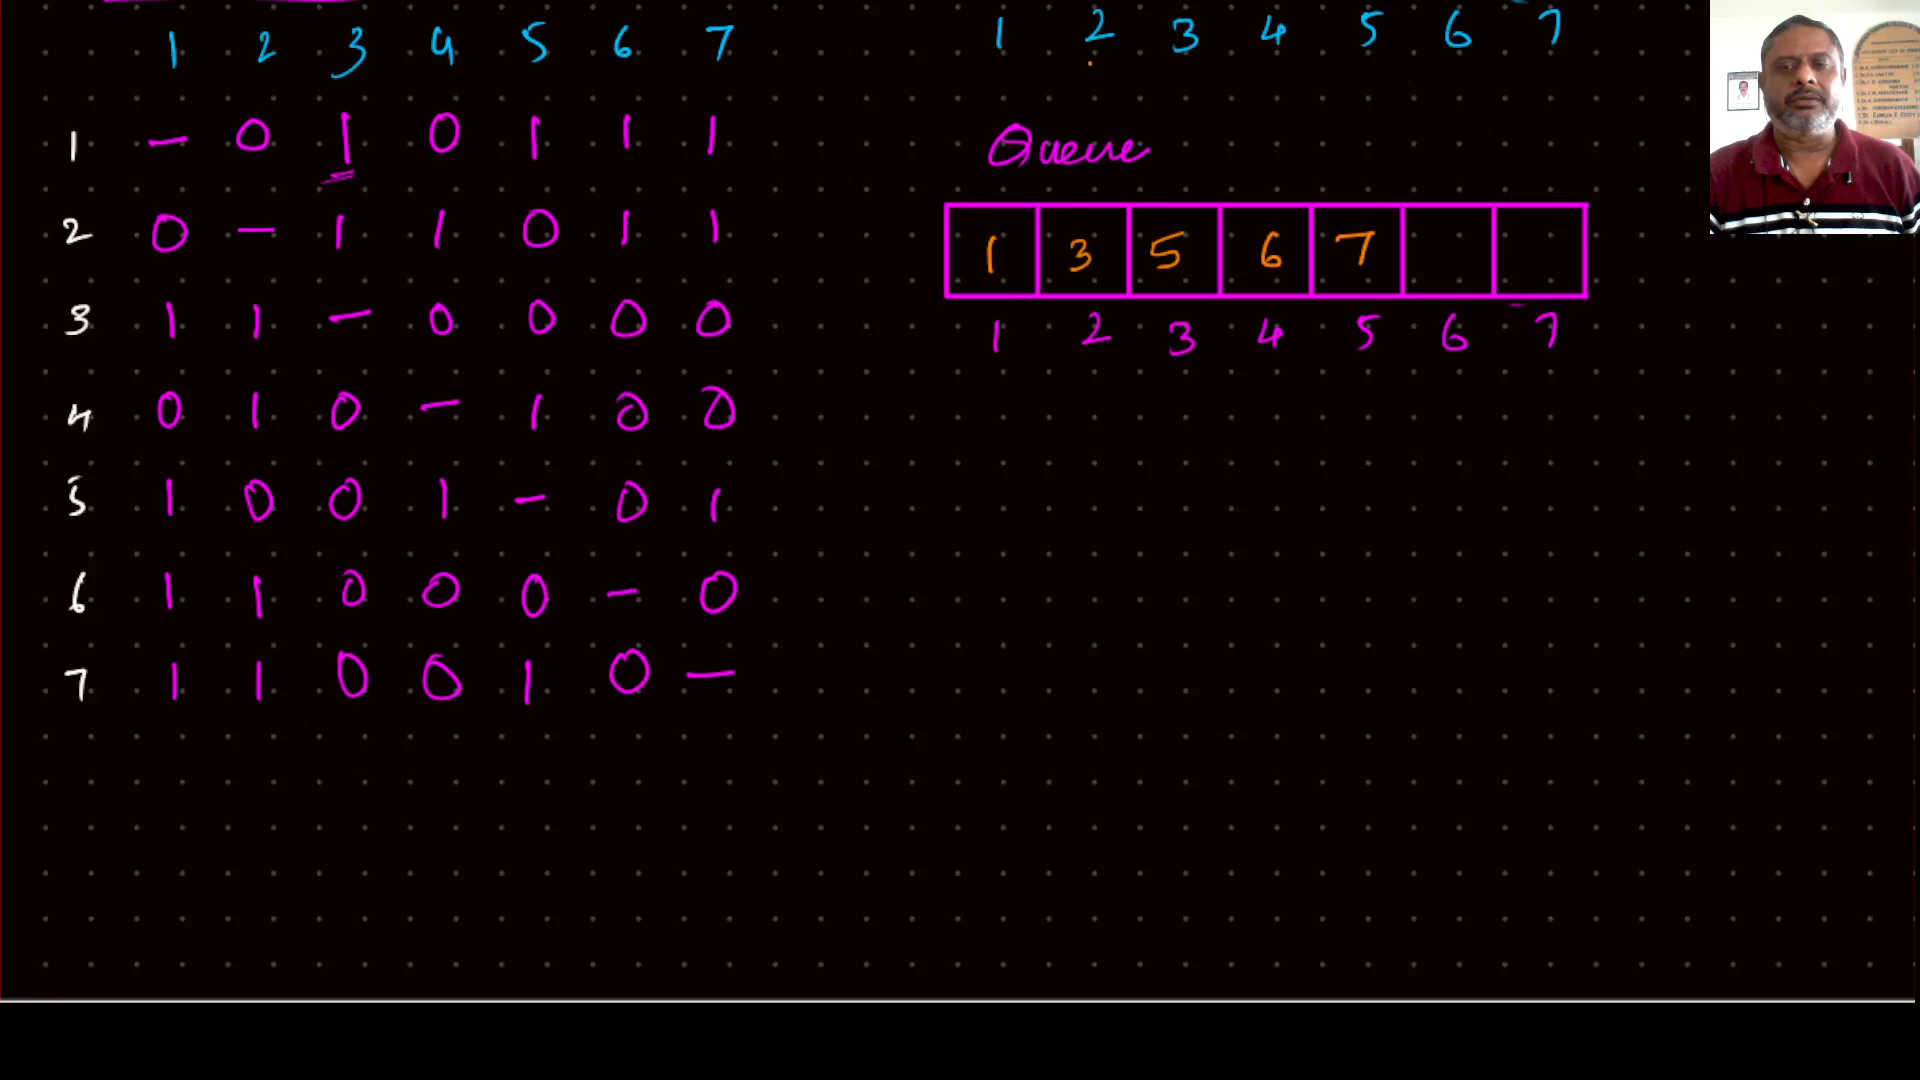 1 2 3 4 5 6 7
1 - 0 1 0 1 1 1
2 0 - 1 1 0 1 1
3 1 1 - 0 0 0 0
4 0 1 0 - 1 0 0
5 1 0 0 1 - 0 1
6 1 1 0 0 0 - 0
7 1 1 0 0 1 0 -
1 2 3 4 5 6 7
Queue
1 3 5 6 7
1 2 3 4 5 6 7